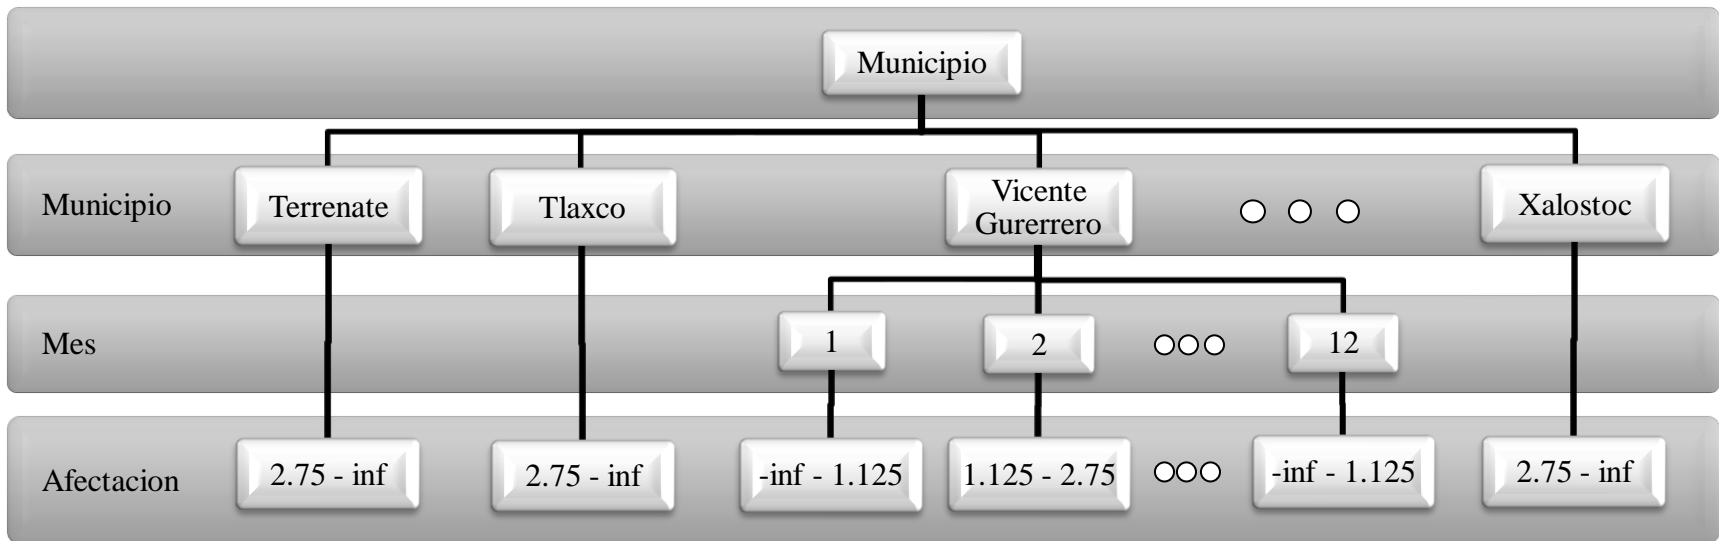 Municipio
Municipio
Terrenate
Tlaxco
Vicente
Gurerrero
Xalostoc
Mes
1
2
12
Afectacion
2.75 - inf
2.75 - inf
-inf - 1.125
1.125 - 2.75
-inf - 1.125
2.75 - inf